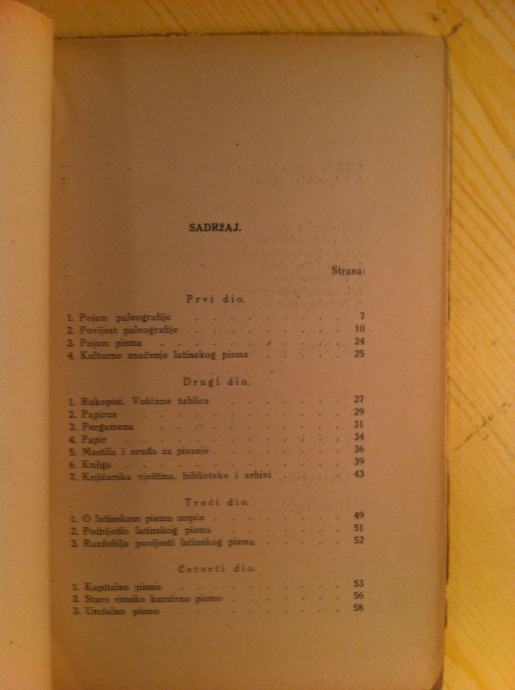 SADRŽAJ.
Strana:
Prvi dio.
1. Pojam paleografije 7
2. Povijest paleografije 10
3. Pojam pisma 24
4. Kulturno značenje latinskog pisma 25
Drugi dio.
1. Rukopisi. Voštane tablice 27
2. Papirus 29
3. Pergamena 31
4. Papir 34
5. Mastila i oruđa za pisanje 36
6. Knjiga 39
7. Knjižarska vještina, biblioteke i arhivi 43
Treći dio.
1. O latinskom pismu uopće 49
2. Podrijetlo latinskog pisma 51
3. Razdoblja povijesti latinskog pisma 52
Četvrti dio.
1. Kapitalno pismo 53
2. Staro rimsko kurzivno pismo 56
3. Uncialno pismo 58